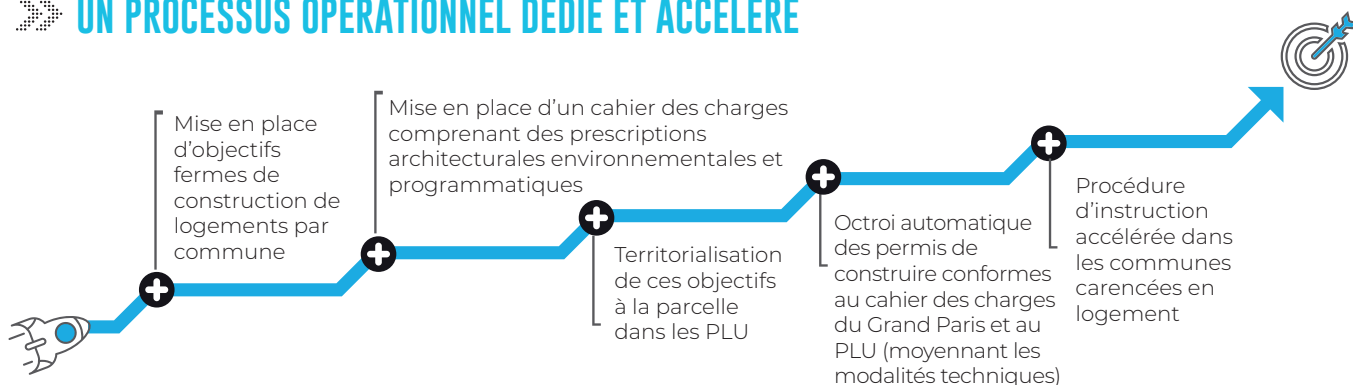 UN PROCESSUS OPÉRATIONNEL DÉDIÉ ET ACCÉLÉRÉ
Mise en place
d’objectifs
fermes de
construction de
logements par
commune
Mise en place d’un cahier des charges
comprenant des prescriptions
architecturales environnementales et
programmatiques
Territorialisation
de ces objectifs
à la parcelle
dans les PLU
Octroi automatique
des permis de
construire conformes
au cahier des charges
du Grand Paris et au
PLU (moyennant les
modalités techniques)
Procédure
d’instruction
accélérée dans
les communes
carencées en
logement